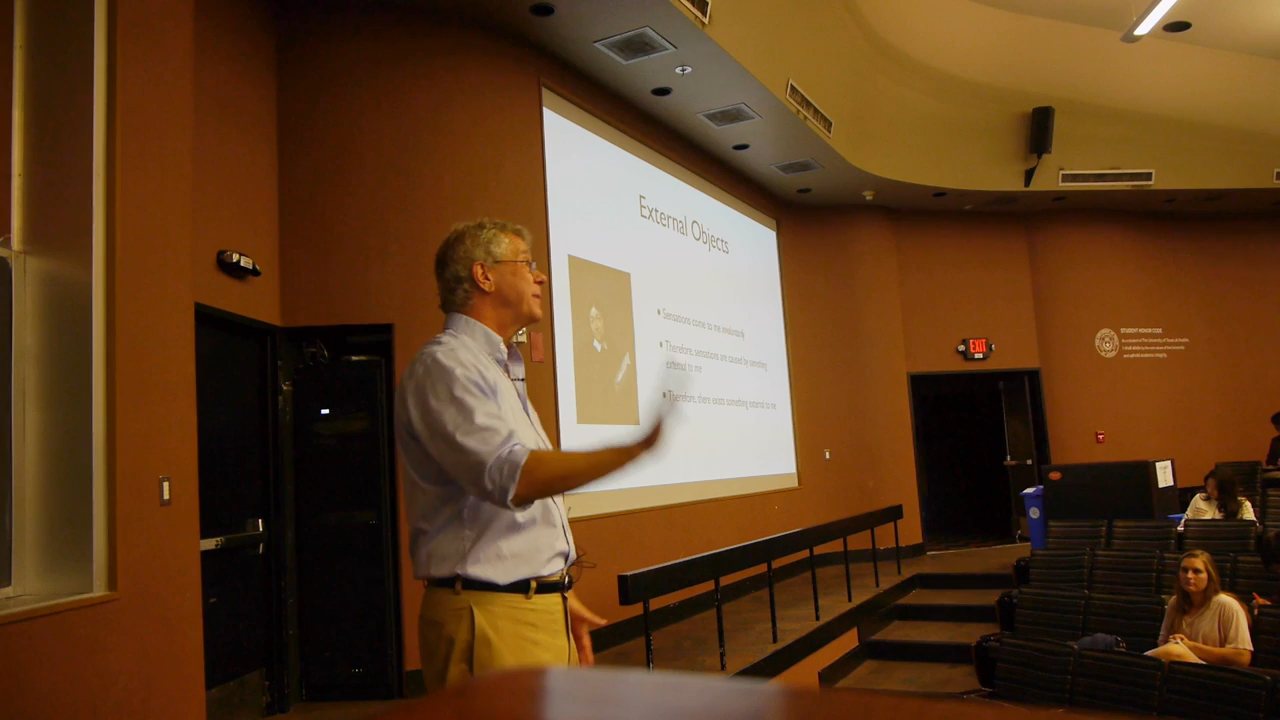 External Objects
• Sensations come to me involuntarily
• Therefore, sensations are caused by something
external to me
• Therefore, there exists something external to me
EXIT
STUDENT HONOR CODE